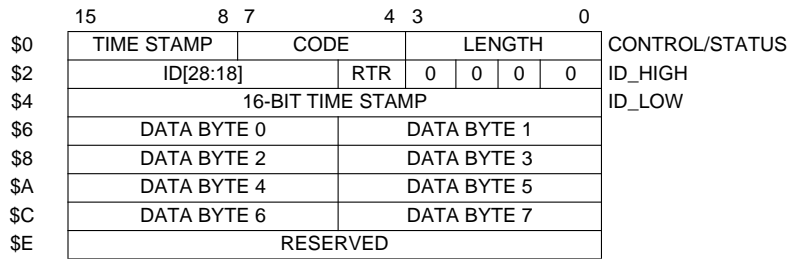 15 8 7 4 3 0
$0 TIME STAMP CODE LENGTH CONTROL/STATUS
$2 ID[28:18] RTR 0 0 0 0 ID_HIGH
$4 16-BIT TIME STAMP ID_LOW
$6 DATA BYTE 0 DATA BYTE 1
$8 DATA BYTE 2 DATA BYTE 3
$A DATA BYTE 4 DATA BYTE 5
$C DATA BYTE 6 DATA BYTE 7
$E RESERVED